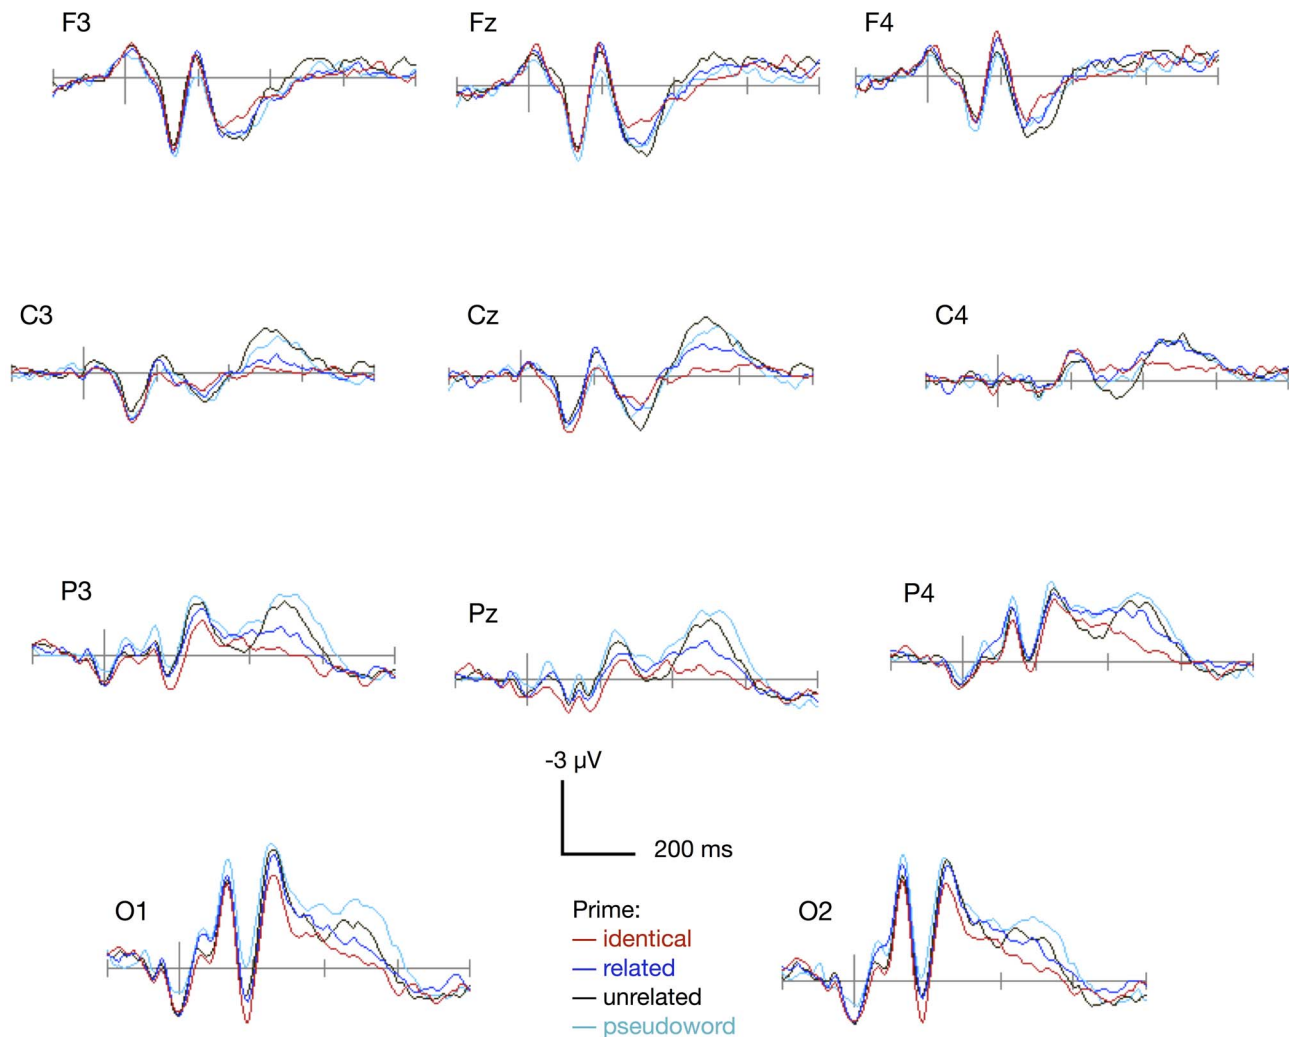 F3
Fz
F4
C3
Cz
C4
P3
Pz
P4
-3 µV
200 ms
O1
O2
Prime:
identical
related
unrelated
pseudoword